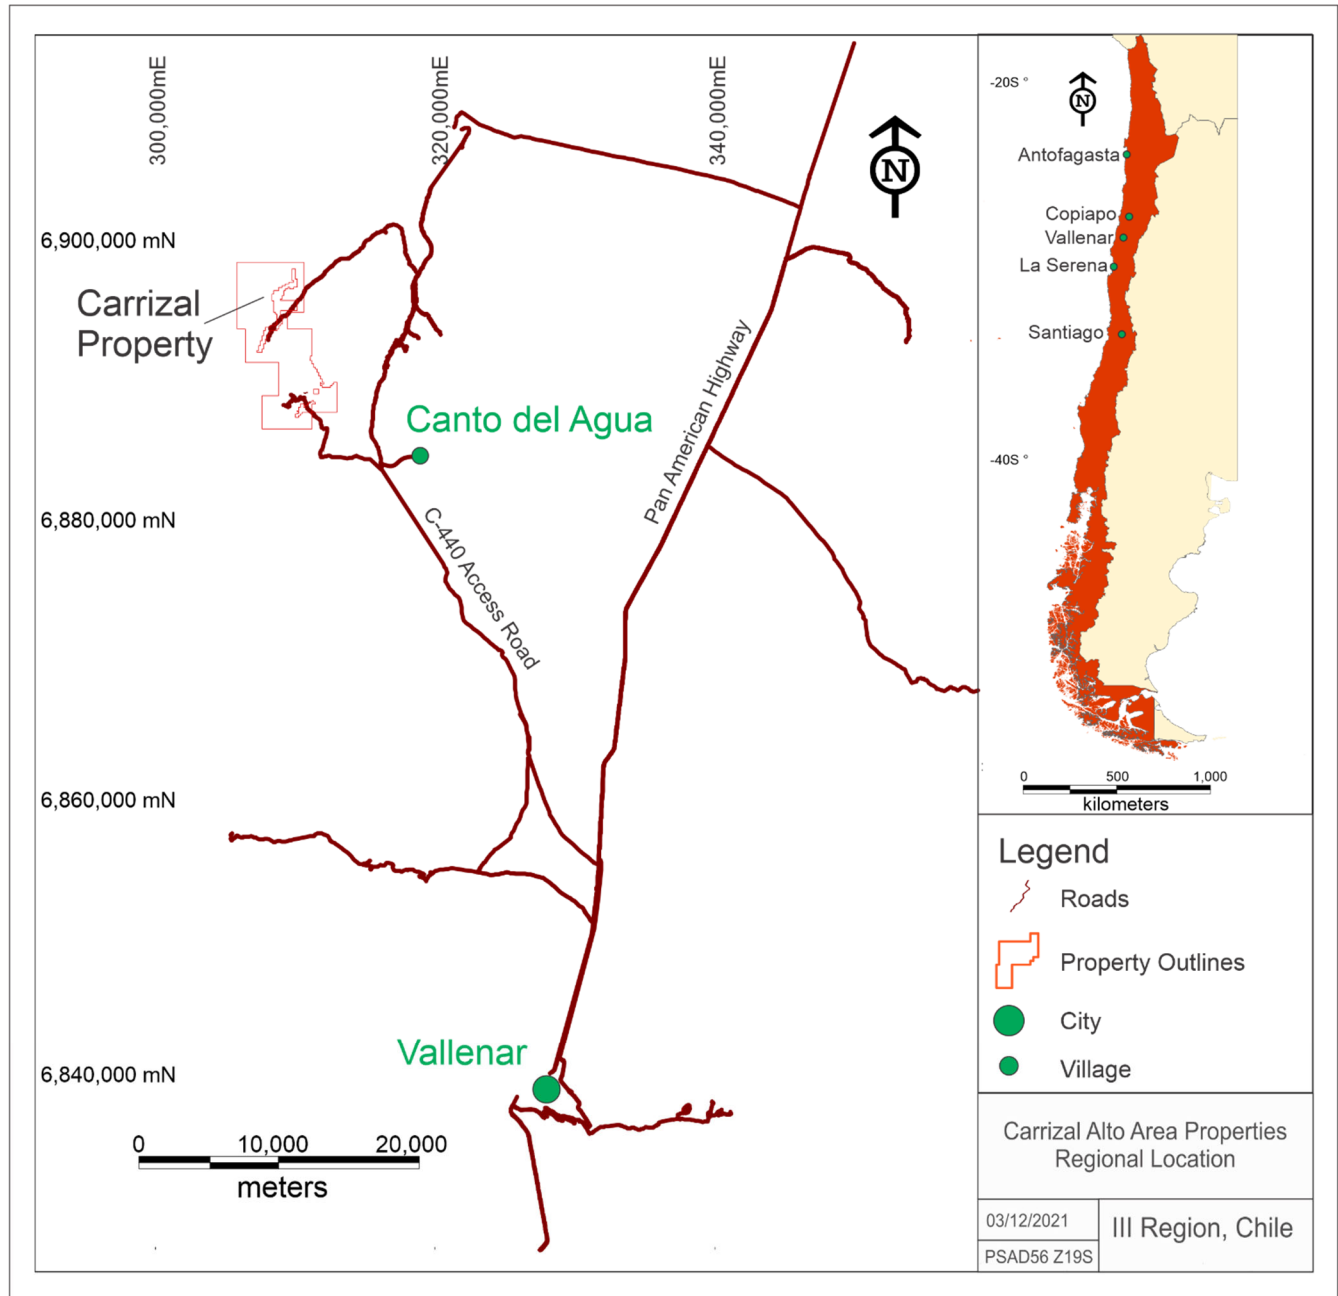 300,000mE
320,000mE
340,000mE
6,900,000 mN
6,880,000 mN
6,860,000 mN
6,840,000 mN
N
Carrizal
Property
Canto del Agua
Pan American Highway
C-440 Access Road
Vallenar
0 10,000 20,000
meters
-20S °
N
Antofagasta
Copiapo
Vallenar
La Serena
Santiago
-40S °
0 500 1,000
kilometers
Legend
Roads
Property Outlines
City
Village
Carrizal Alto Area Properties
Regional Location
03/12/2021
PSAD56 Z19S
III Region, Chile